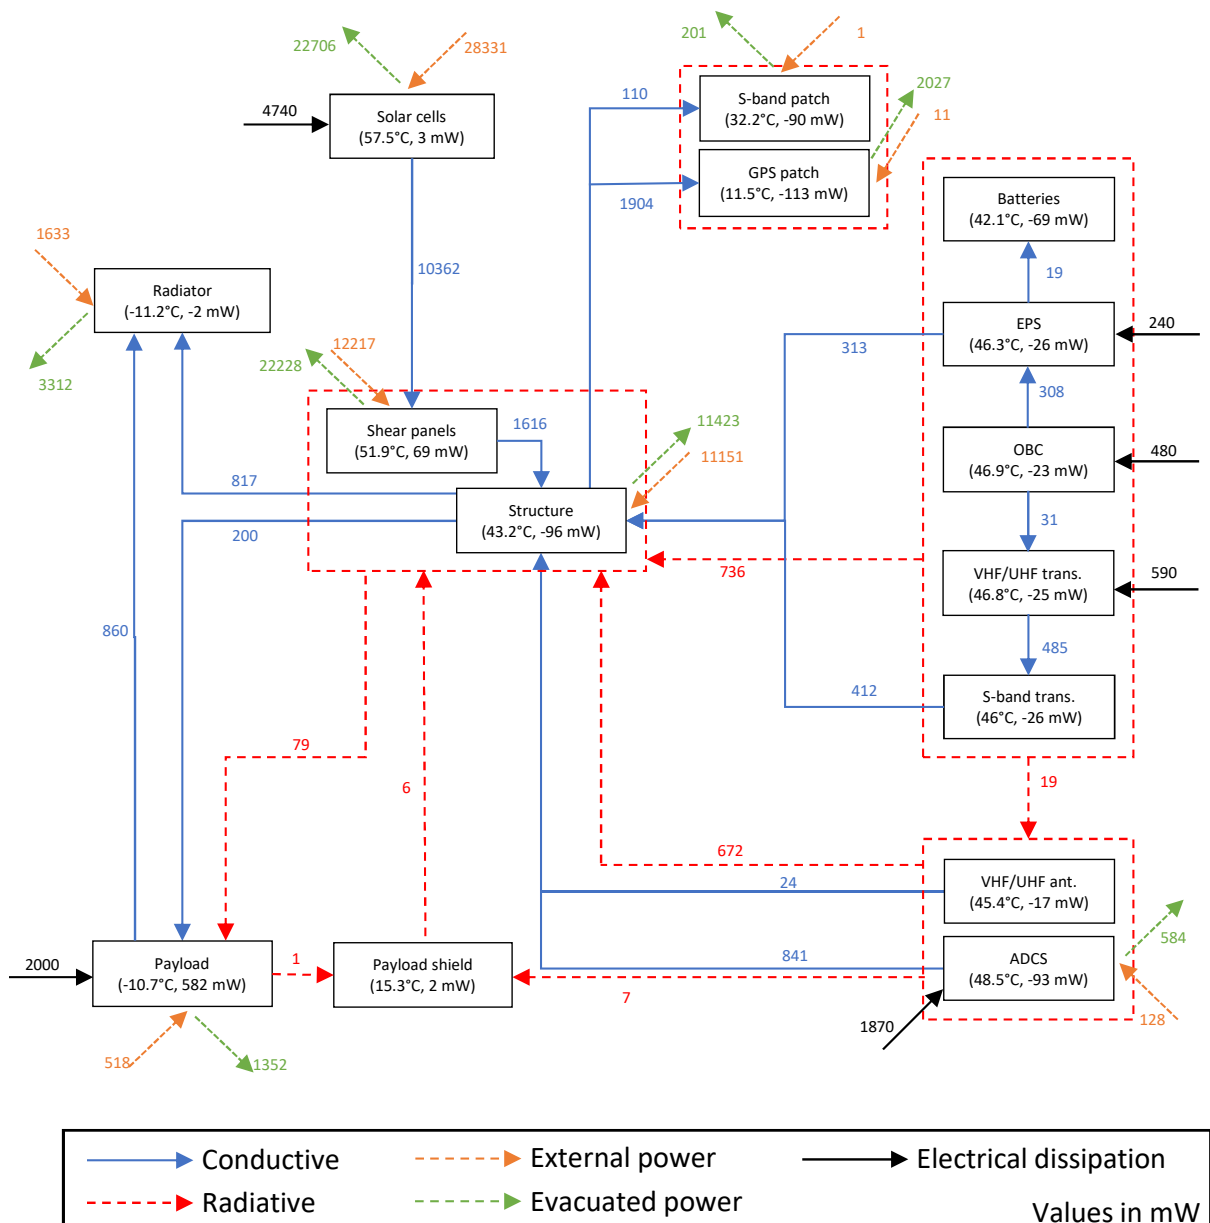 22706
28331
201
1
4740
Solar cells
(57.5°C, 3 mW)
110
S-band patch
(32.2°C, -90 mW)
2027
11
GPS patch
(11.5°C, -113 mW)
1904
Batteries
(42.1°C, -69 mW)
1633
10362
19
Radiator
(-11.2°C, -2 mW)
EPS
(46.3°C, -26 mW)
240
3312
12217
22228
313
308
1616
11423
Shear panels
(51.9°C, 69 mW)
11151
OBC
(46.9°C, -23 mW)
480
817
Structure
(43.2°C, -96 mW)
200
31
736
VHF/UHF trans.
(46.8°C, -25 mW)
590
860
485
412
S-band trans.
(46°C, -26 mW)
79
6
19
672
24
VHF/UHF ant.
(45.4°C, -17 mW)
584
2000
Payload
(-10.7°C, 582 mW)
1
Payload shield
(15.3°C, 2 mW)
841
7
ADCS
(48.5°C, -93 mW)
1870
128
518
1352
Conductive
External power
Electrical dissipation
Radiative
Evacuated power
Values in mW